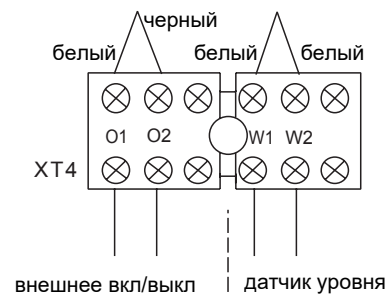 черный
белый белый белый
O1 O2 W1 W2
XT4
внешнее вкл/выкл датчик уровня